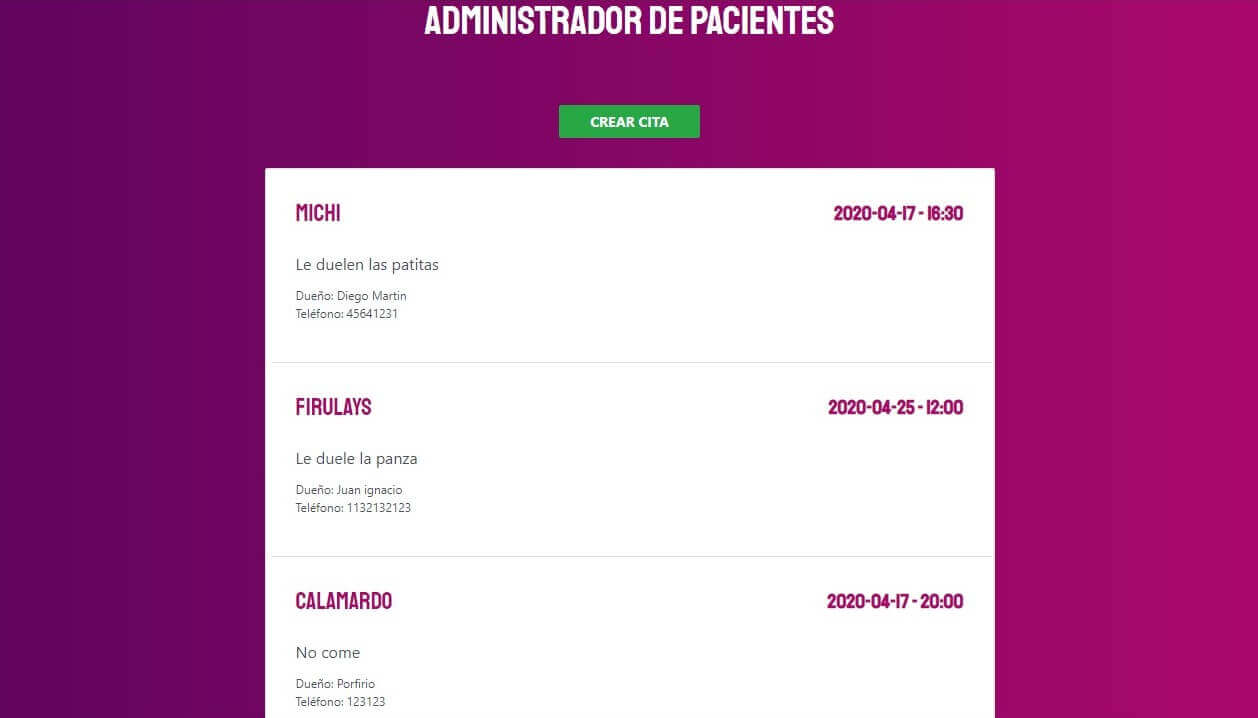 ADMINISTRADOR DE PACIENTES
CREAR CITA
MICHI
2020-04-17 - 16:30
Le duelen las patitas
Dueño: Diego Martin
Teléfono: 45641231
FIRULAYS
2020-04-25 - 12:00
Le duele la panza
Dueño: Juan ignacio
Teléfono: 1132132123
CALAMARDO
2020-04-17 - 20:00
No come
Dueño: Porfirio
Teléfono: 123123